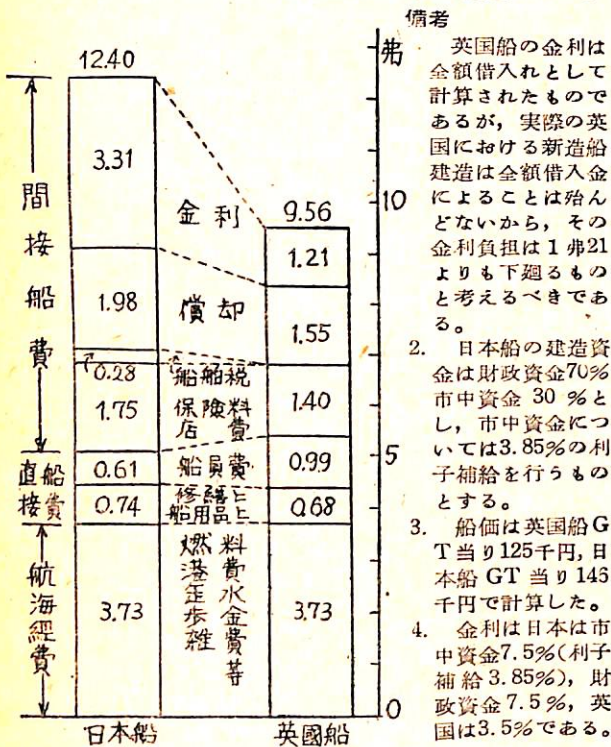 備考
英国船の金利は
全額借入れとして
計算されたもので
あるが，実際の英
国における新造船
建造は全額借入金
によることは殆ん
どないから，その
金利負担は1弗21
よりも下廻るもの
と考えるべきであ
る。
2. 日本船の建造資
金は財政資金70%
市中資金 30 %と
し，市中資金につ
いては3.85%の利
子補給を行うもの
とする。
3. 船価は英国船G
T当り125千円，日
本船 GT 当り146
千円で計算した。
4. 金利は日本は市
中資金7.5%(利子
補給3.85%)，財
政資金7.5%，英
国は3.5%である。
弗
10
5
0
12.40
3.31
1.98
0.28
1.75
0.61
0.74
3.73
日本船
金利
償却
船舶税
保険料
店費
船員費
修繕ヒ
船用品ヒ
燃料費
港費水
運金
歩費
雑等
9.56
1.21
1.55
1.40
0.99
0.68
3.73
英國船
間接船費
直接船費
航海經費